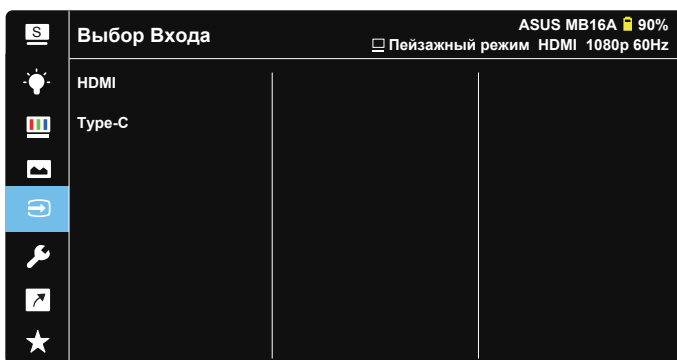 S
Выбор Входа
ASUS MB16A 90%
Пейзажный режим HDMI 1080p 60Hz
HDMI
Type-C